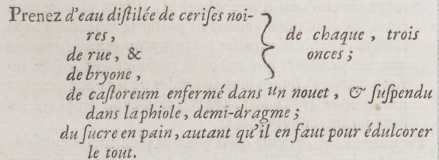 Prenez d'eau diſtilée de ceriſes noi-
res,
de rue, &
de bryone,
de chaque, trois
onces;
de caſtoreum enfermé dans un nouet, & ſuſpendu
dans la phiole, demi-dragme;
du ſucre en pain, autant qu'il en faut pour édulcorer
le tout.